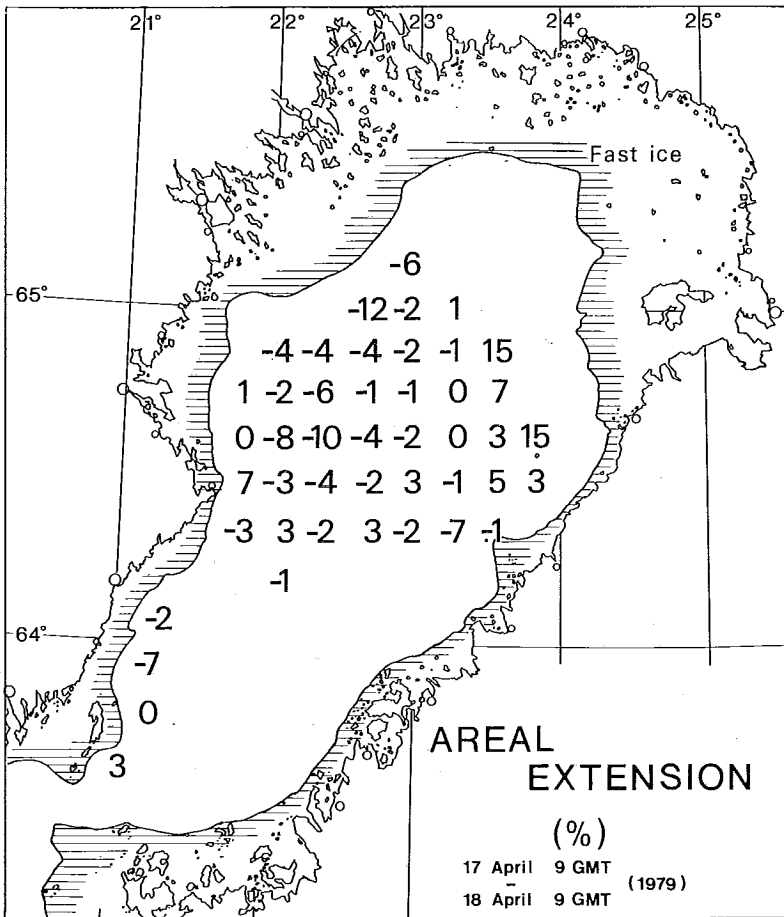 21° 22° 23° 24° 25°
Fast ice
-6
65°
-12 -2 1
-4 -4 -4 -2 -1 15
1 -2 -6 -1 -1 0 7
0 -8 -10 -4 -2 0 3 15
7 -3 -4 -2 3 -1 5 3
-3 3 -2 3 -2 -7 -1
-1
-2
64°
-7
0
3
AREAL
EXTENSION
(%)
17 April 9 GMT
- (1979)
18 April 9 GMT